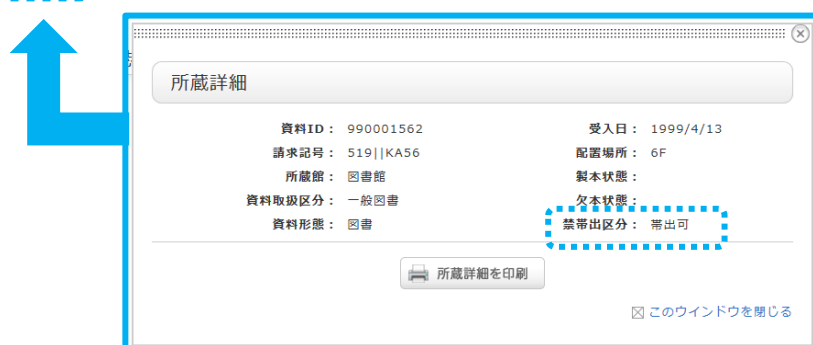 所蔵詳細
資料ID： 990001562 受入日： 1999/4/13
請求記号： 519||KA56 配置場所： 6F
所蔵館： 図書館 製本状態：
資料取扱区分： 一般図書 欠本状態：
資料形態： 図書 禁帯出区分： 帯出可
所蔵詳細を印刷
このウインドウを閉じる